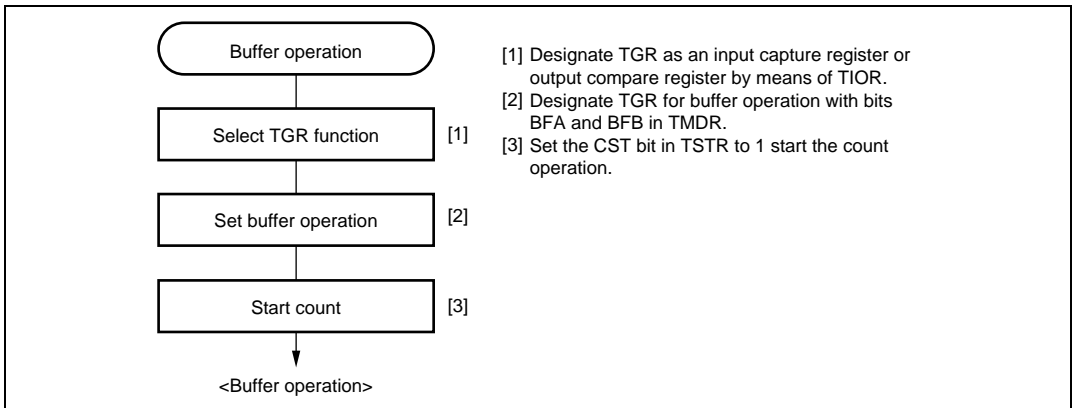 Buffer operation
Select TGR function
[1]
Set buffer operation
[2]
Start count
[3]
<Buffer operation>
[1] Designate TGR as an input capture register or
output compare register by means of TIOR.
[2] Designate TGR for buffer operation with bits
BFA and BFB in TMDR.
[3] Set the CST bit in TSTR to 1 start the count
operation.